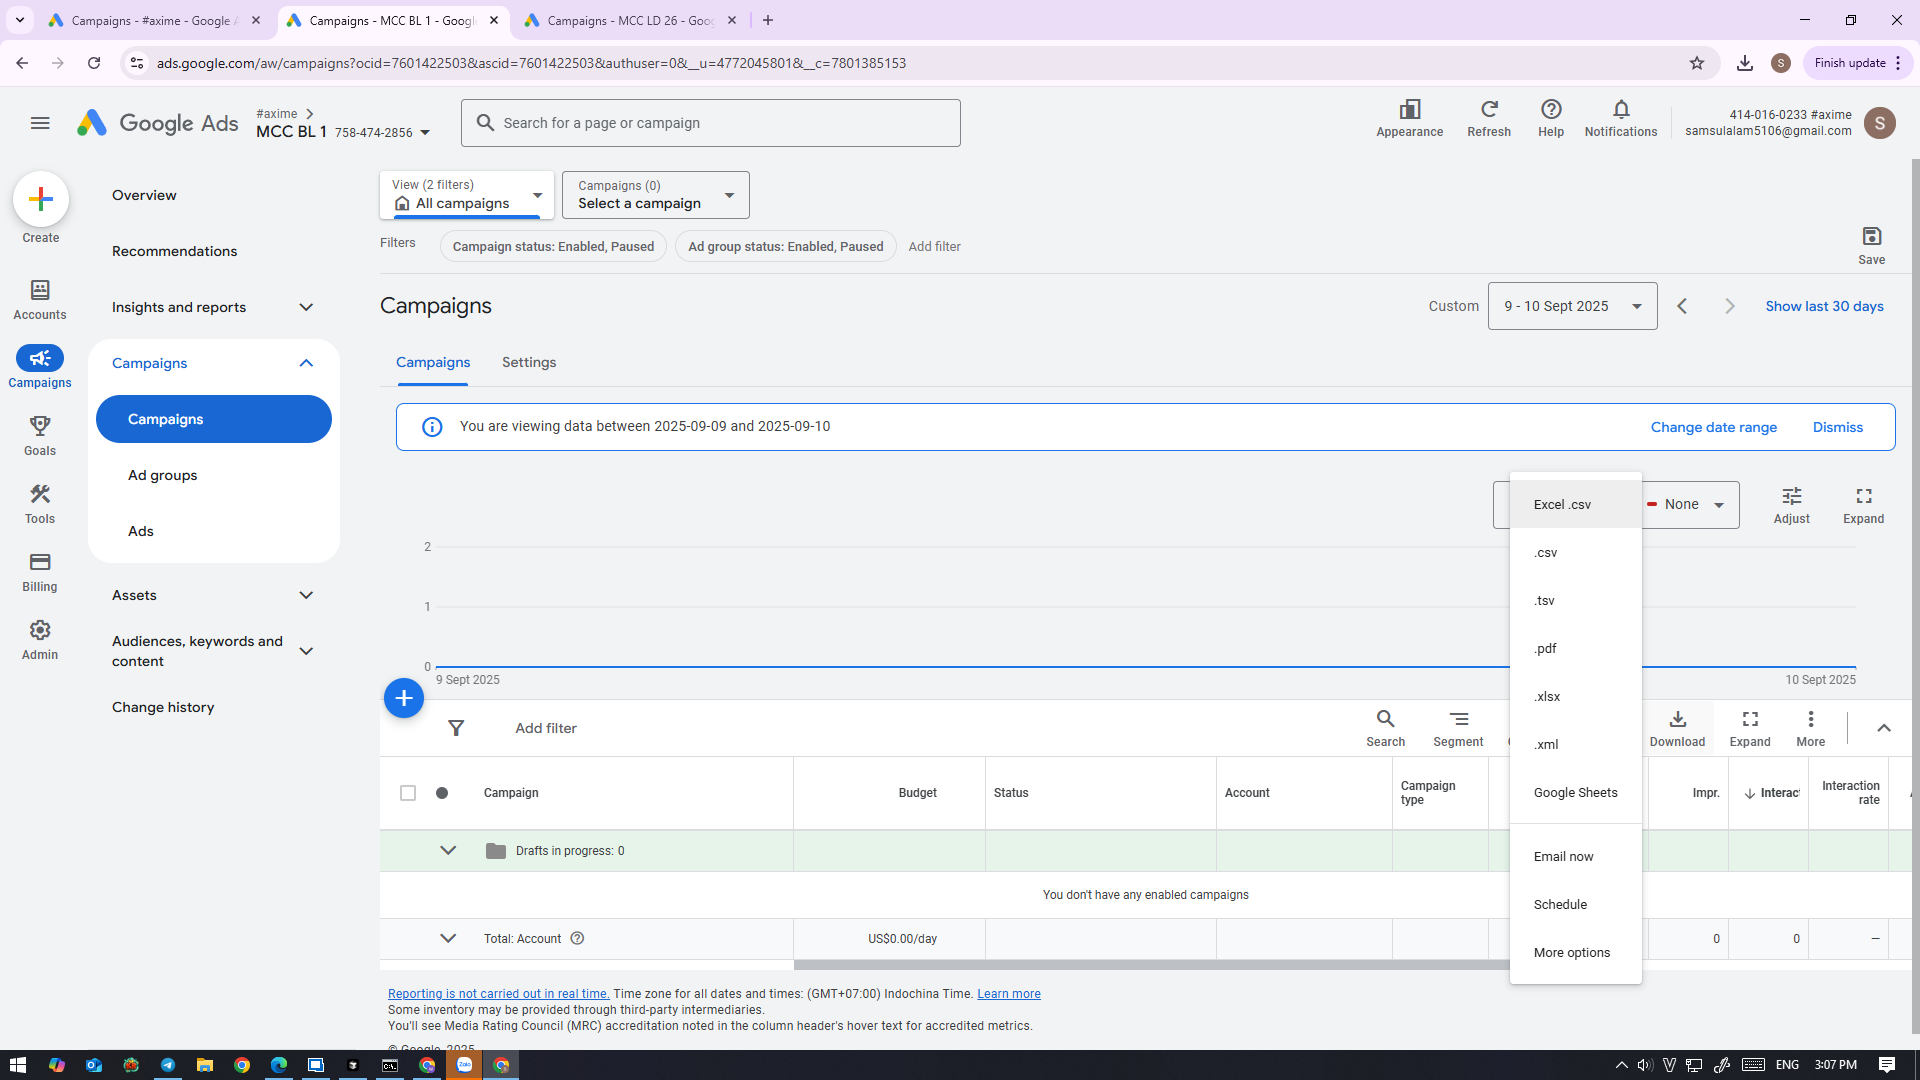 Campaigns - #axime - Google A
Campaigns - MCC BL 1 - Googl
Campaigns - MCC LD 26 - Goo
ads.google.com/aw/campaigns?ocid=7601422503&ascid=7601422503&authuser=0&__u=4772045801&__c=7801385153
S
Finish update
Google Ads
#axime
MCC BL 1 758-474-2856
Search for a page or campaign
Appearance
Refresh
Help
Notifications
414-016-0233 #axime
samsulalam5106@gmail.com
S
Create
Accounts
Campaigns
Goals
Tools
Billing
Admin
Overview
Recommendations
Insights and reports
Campaigns
Campaigns
Ad groups
Ads
Assets
Audiences, keywords and
content
Change history
View (2 filters)
All campaigns
Campaigns (0)
Select a campaign
Filters
Campaign status: Enabled, Paused
Ad group status: Enabled, Paused
Add filter
Save
Campaigns
Custom
9 - 10 Sept 2025
Show last 30 days
Campaigns
Settings
You are viewing data between 2025-09-09 and 2025-09-10
Change date range
Dismiss
None
Adjust
Expand
2
1
0
9 Sept 2025
10 Sept 2025
Excel .csv
.csv
.tsv
.pdf
.xlsx
.xml
Google Sheets
Email now
Schedule
More options
Add filter
Search
Segment
Download
Expand
More
Campaign
Budget
Status
Account
Campaign
type
Impr.
Interact
Interaction
rate
Drafts in progress: 0
You don't have any enabled campaigns
Total: Account
US$0.00/day
0
0
—
Reporting is not carried out in real time. Time zone for all dates and times: (GMT+07:00) Indochina Time. Learn more
Some inventory may be provided through third-party intermediaries.
You'll see Media Rating Council (MRC) accreditation noted in the column header's hover text for accredited metrics.
© Google, 2025
Zalo
ENG
3:07 PM